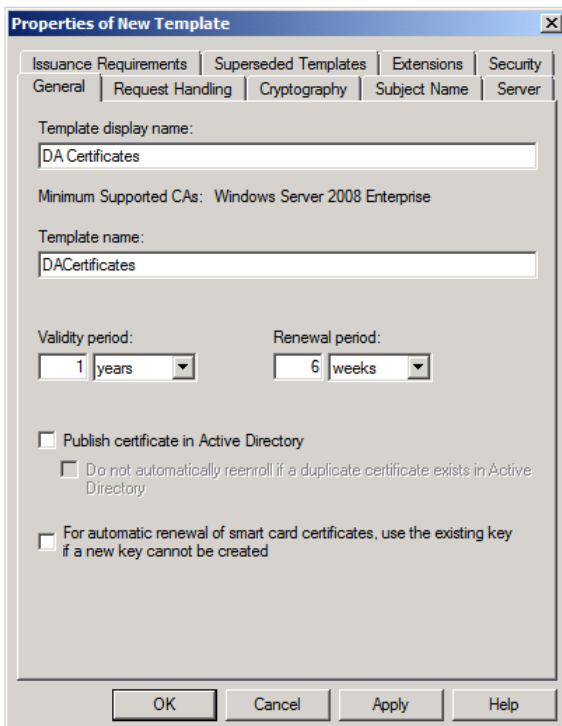 Properties of New Template
Issuance Requirements Superseded Templates Extensions Security
General Request Handling Cryptography Subject Name Server
Template display name:
DA Certificates
Minimum Supported CAs: Windows Server 2008 Enterprise
Template name:
DACertificates
Validity period: Renewal period:
1 years 6 weeks
Publish certificate in Active Directory
Do not automatically reenroll if a duplicate certificate exists in Active
Directory
For automatic renewal of smart card certificates, use the existing key
if a new key cannot be created
OK Cancel Apply Help